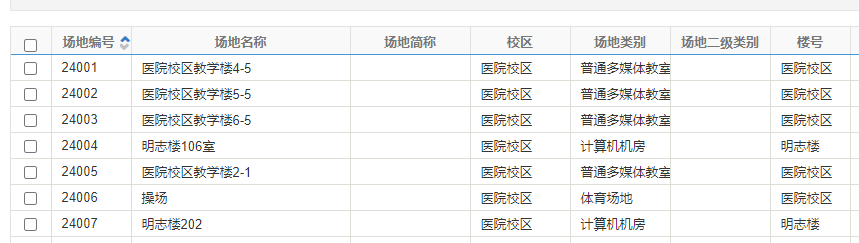 场地编号 场地名称 场地简称 校区 场地类别 场地二级类别 楼号
24001 医院校区教学楼4-5 医院校区 普通多媒体教室 医院校区
24002 医院校区教学楼5-5 医院校区 普通多媒体教室 医院校区
24003 医院校区教学楼6-5 医院校区 普通多媒体教室 医院校区
24004 明志楼106室 医院校区 计算机机房 明志楼
24005 医院校区教学楼2-1 医院校区 普通多媒体教室 医院校区
24006 操场 医院校区 体育场地 医院校区
24007 明志楼202 医院校区 计算机机房 明志楼